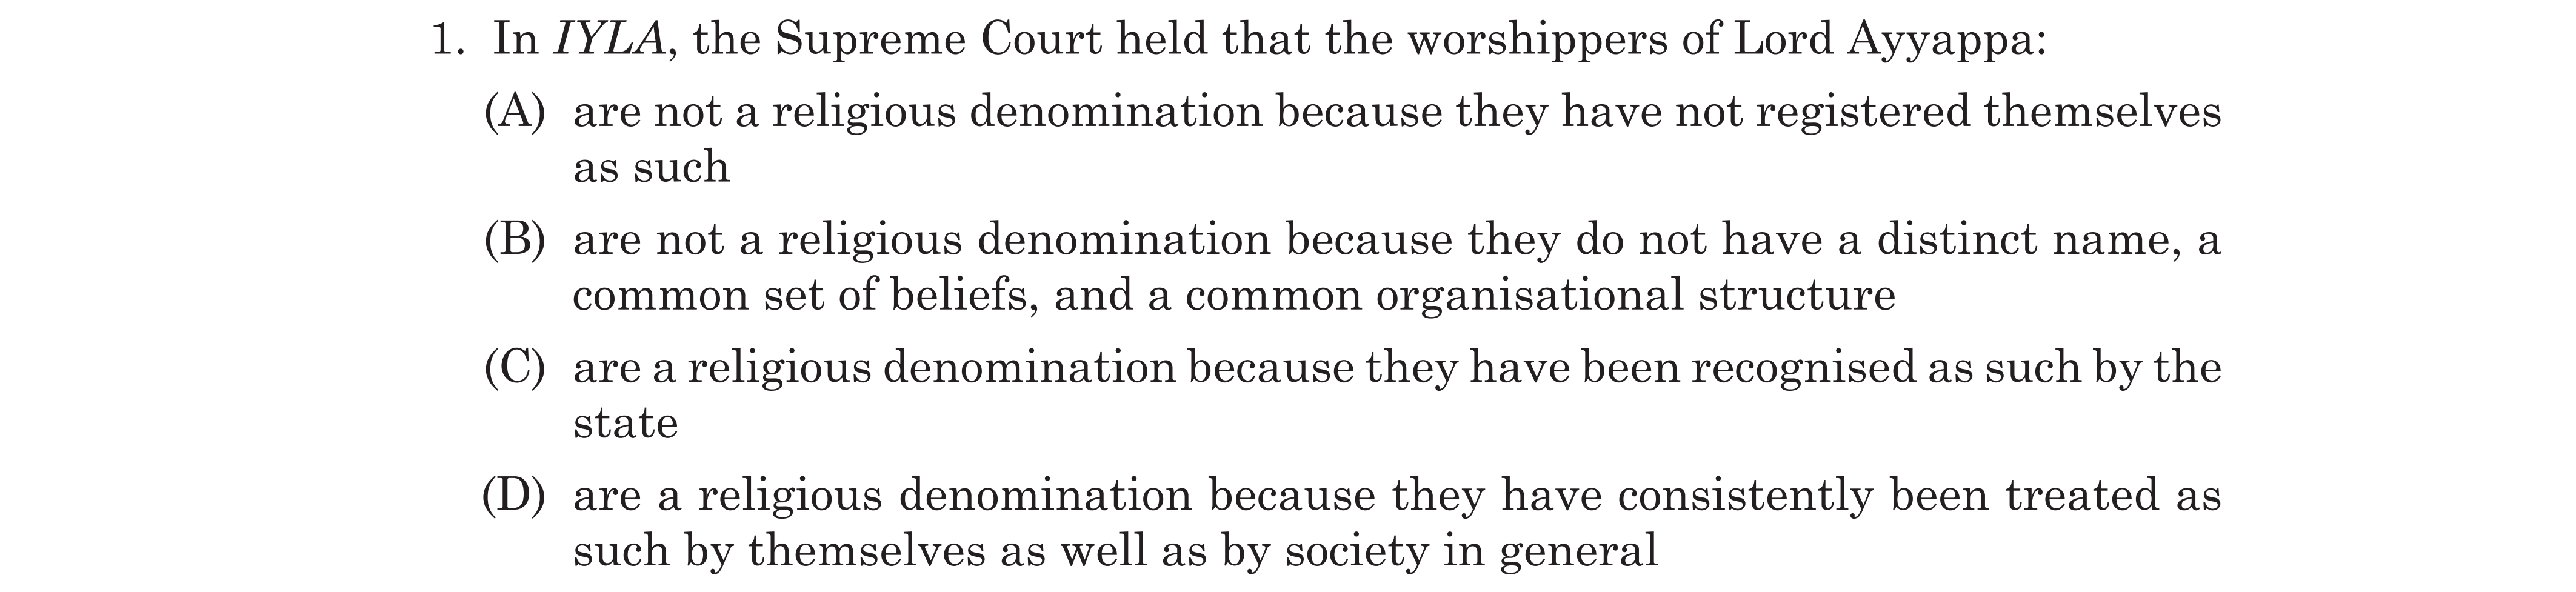 1. In IYLA, the Supreme Court held that the worshippers of Lord Ayyappa:
(A) are not a religious denomination because they have not registered themselves
as such
(B) are not a religious denomination because they do not have a distinct name, a
common set of beliefs, and a common organisational structure
(C) are a religious denomination because they have been recognised as such by the
state
(D) are a religious denomination because they have consistently been treated as
such by themselves as well as by society in general